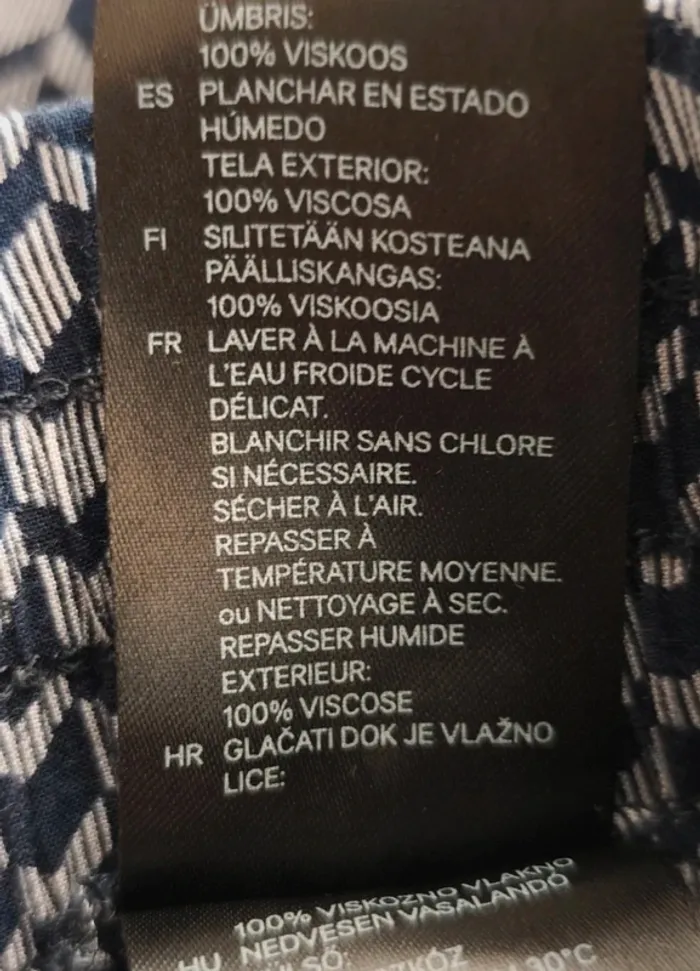 ÜMBRIS:
100% VISKOOS
ES PLANCHAR EN ESTADO
HÚMEDO
TELA EXTERIOR:
100% VISCOSA
FI SILITETÄÄN KOSTEANA
PÄÄLLISKANGAS:
100% VISKOOSIA
FR LAVER À LA MACHINE À
L'EAU FROIDE CYCLE
DÉLICAT.
BLANCHIR SANS CHLORE
SI NÉCESSAIRE.
SÉCHER À L'AIR.
REPASSER À
TEMPÉRATURE MOYENNE.
ou NETTOYAGE À SEC.
REPASSER HUMIDE
EXTERIEUR:
100% VISCOSE
HR GLAČATI DOK JE VLAŽNO
LICE:
100% VISKOZNO VLAKNO
HU NEDVESEN VASALANDÓ